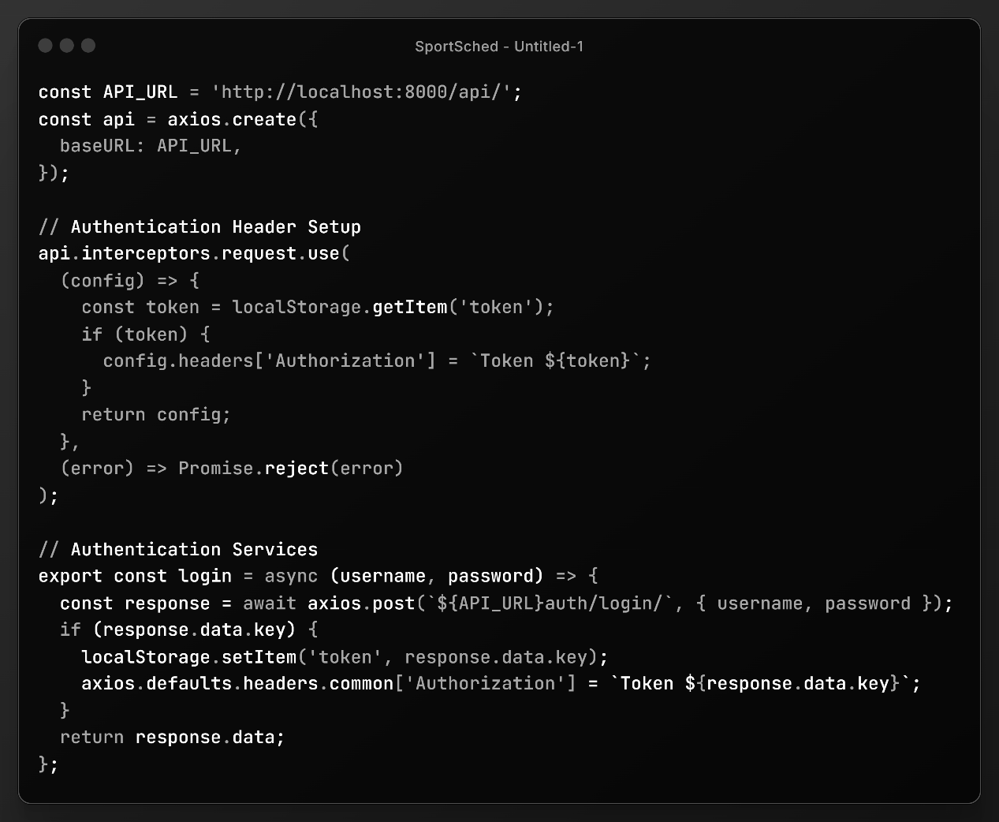 SportSched - Untitled-1
const API_URL = 'http://localhost:8000/api/';
const api = axios.create({
  baseURL: API_URL,
});

// Authentication Header Setup
api.interceptors.request.use(
  (config) => {
    const token = localStorage.getItem('token');
    if (token) {
      config.headers['Authorization'] = `Token ${token}`;
    }
    return config;
  },
  (error) => Promise.reject(error)
);

// Authentication Services
export const login = async (username, password) => {
  const response = await axios.post(`${API_URL}auth/login/`, { username, password });
  if (response.data.key) {
    localStorage.setItem('token', response.data.key);
    axios.defaults.headers.common['Authorization'] = `Token ${response.data.key}`;
  }
  return response.data;
};